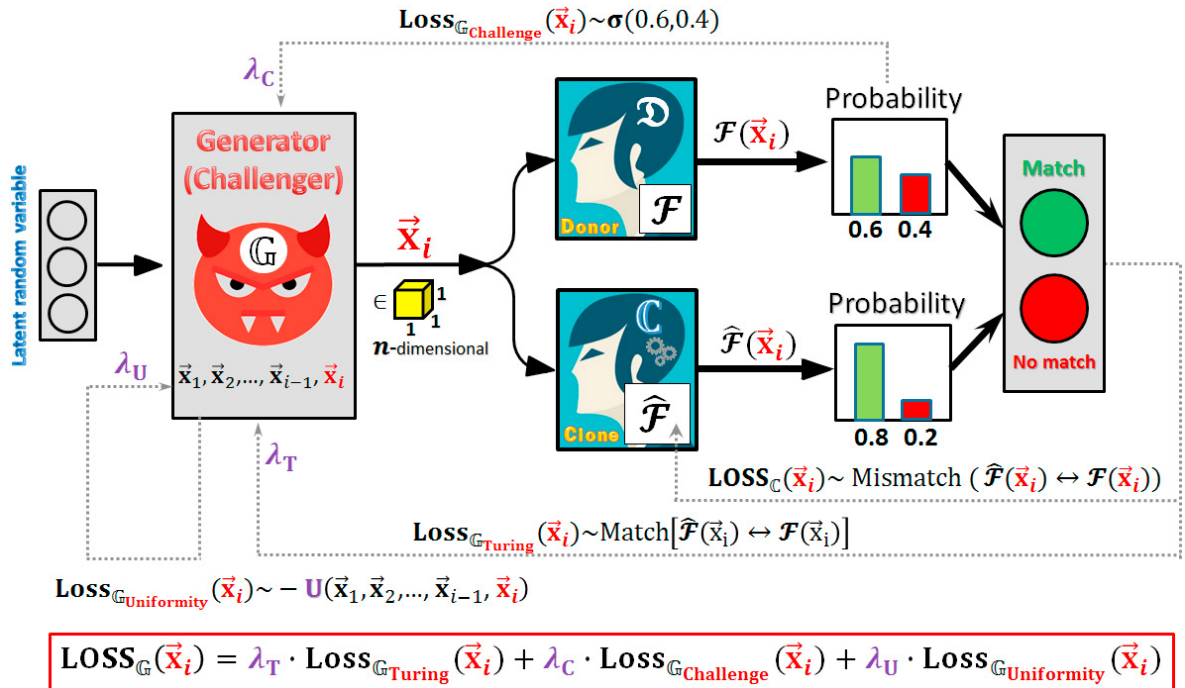 Loss𝔾Challenge(x⃗ᵢ)~σ(0.6,0.4)
λC
Latent random variable
Generator
(Challenger)
𝔾
x⃗₁, x⃗₂,..., x⃗ᵢ₋₁, x⃗ᵢ
x⃗ᵢ
∈
1
1
1
n-dimensional
𝔇
ℱ
Donor
ℱ(x⃗ᵢ)
Probability
0.6 0.4
ℂ
ℱ̂
Clone
ℱ̂(x⃗ᵢ)
Probability
0.8 0.2
Match
No match
λU
λT
LOSSℂ(x⃗ᵢ)~ Mismatch (ℱ̂(x⃗ᵢ) ↔ ℱ(x⃗ᵢ))
Loss𝔾Turing(x⃗ᵢ)~Match[ℱ̂(x⃗ᵢ) ↔ ℱ(x⃗ᵢ)]
Loss𝔾Uniformity(x⃗ᵢ)~ − U(x⃗₁, x⃗₂,..., x⃗ᵢ₋₁, x⃗ᵢ)
LOSS𝔾(x⃗ᵢ) = λT · Loss𝔾Turing(x⃗ᵢ) + λC · Loss𝔾Challenge(x⃗ᵢ) + λU · Loss𝔾Uniformity(x⃗ᵢ)